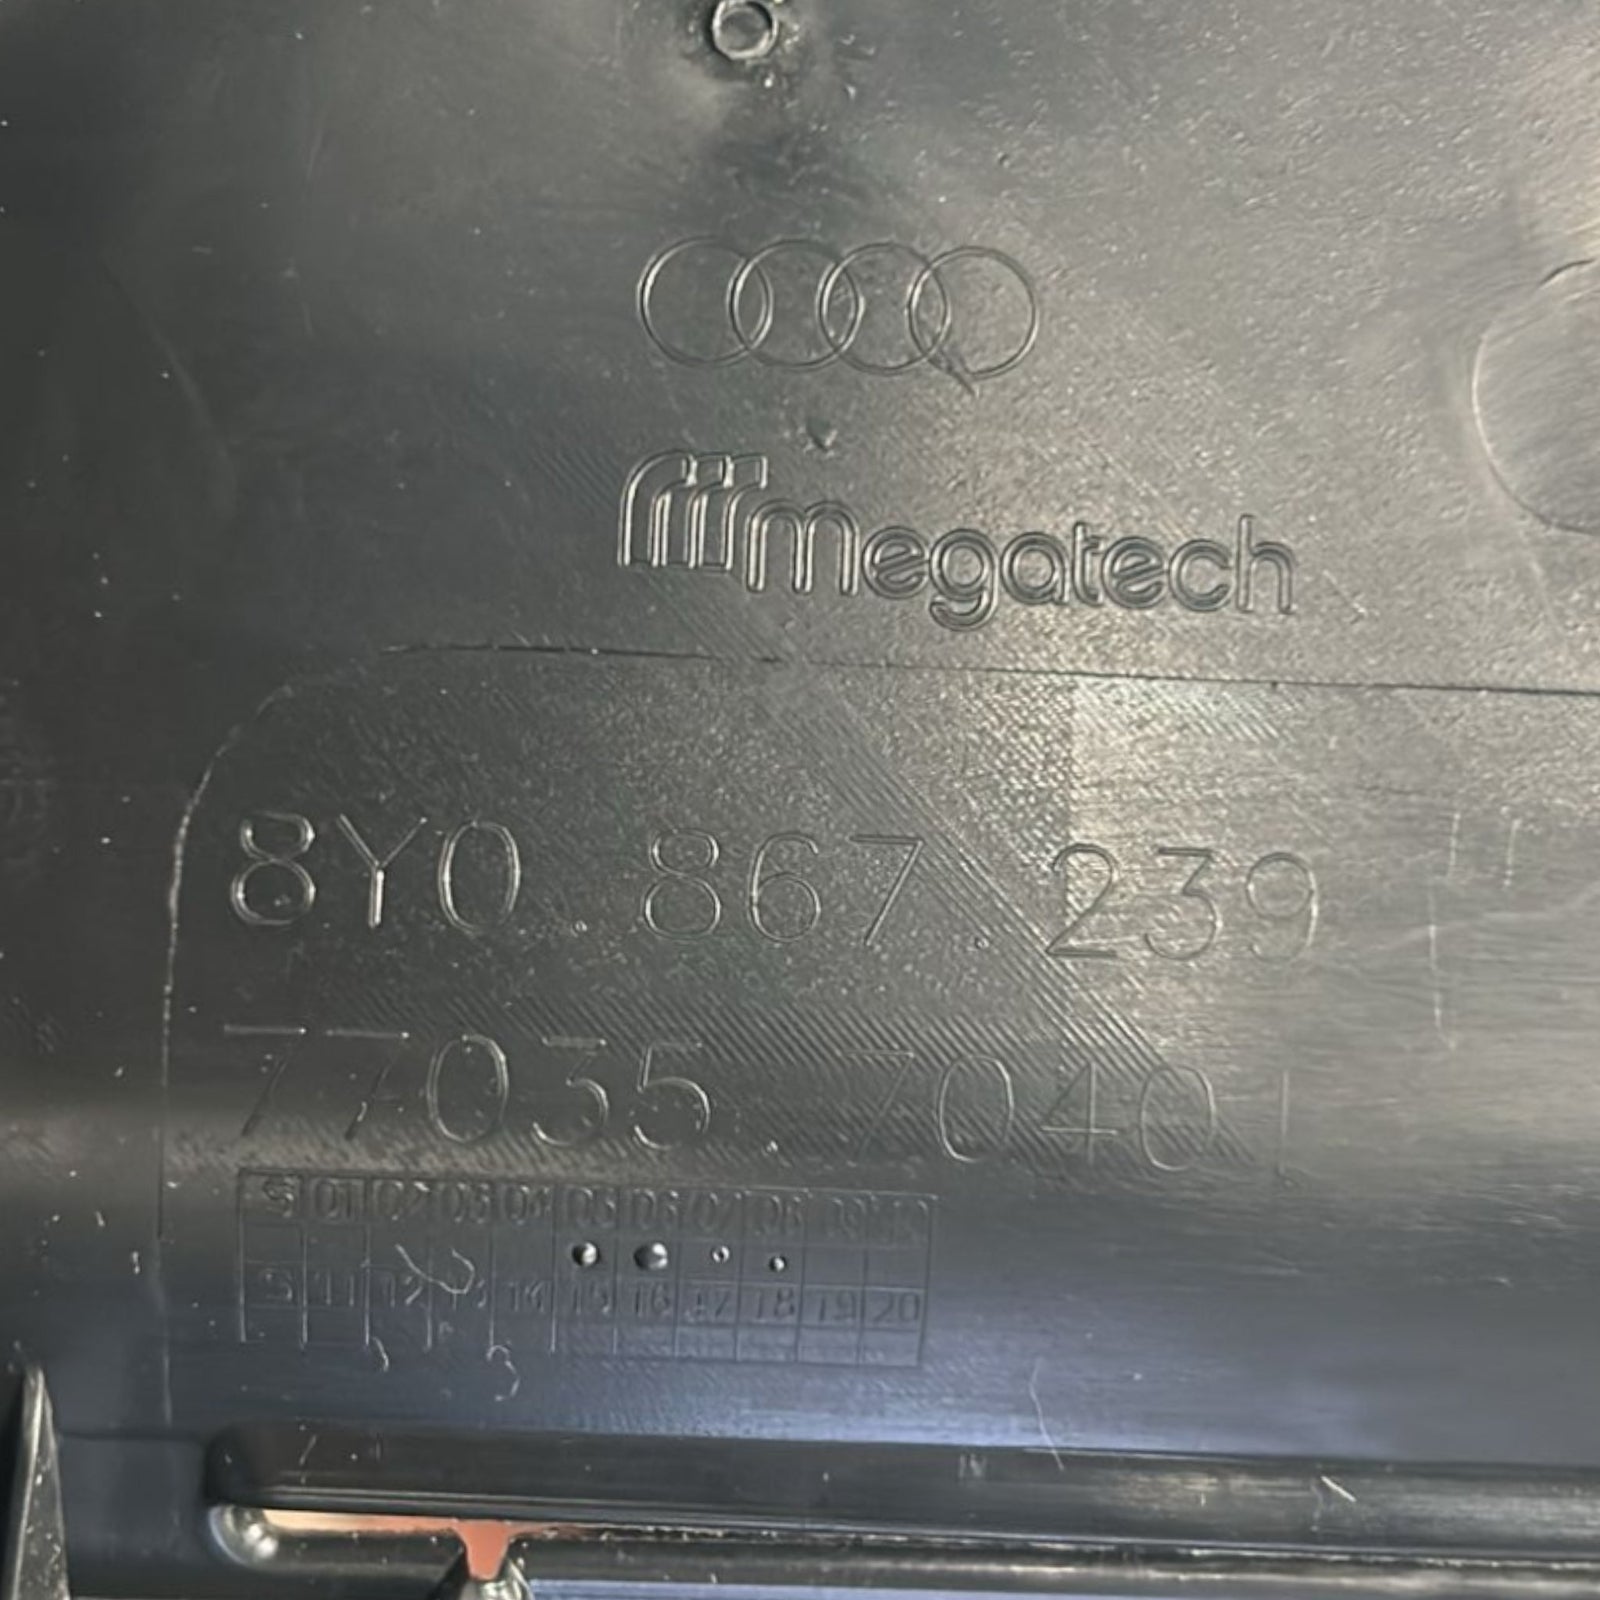 megatech
8Y0.867.239
77035.70401
S 01 02 03 04 05 06 07 08 09 10
S 11 12 13 14 15 16 17 18 19 20